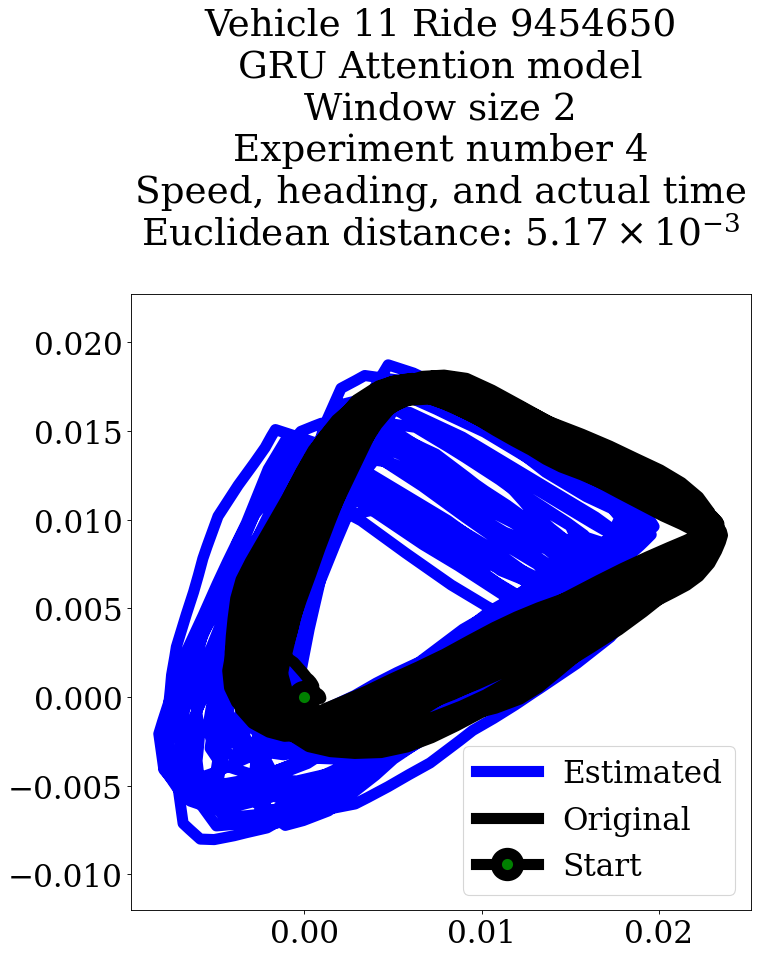 Vehicle 11 Ride 9454650
GRU Attention model
Window size 2
Experiment number 4
Speed, heading, and actual time
Euclidean distance: 5.17 × 10⁻³
0.020
0.015
0.010
0.005
0.000
−0.005
−0.010
0.00 0.01 0.02
Estimated
Original
Start